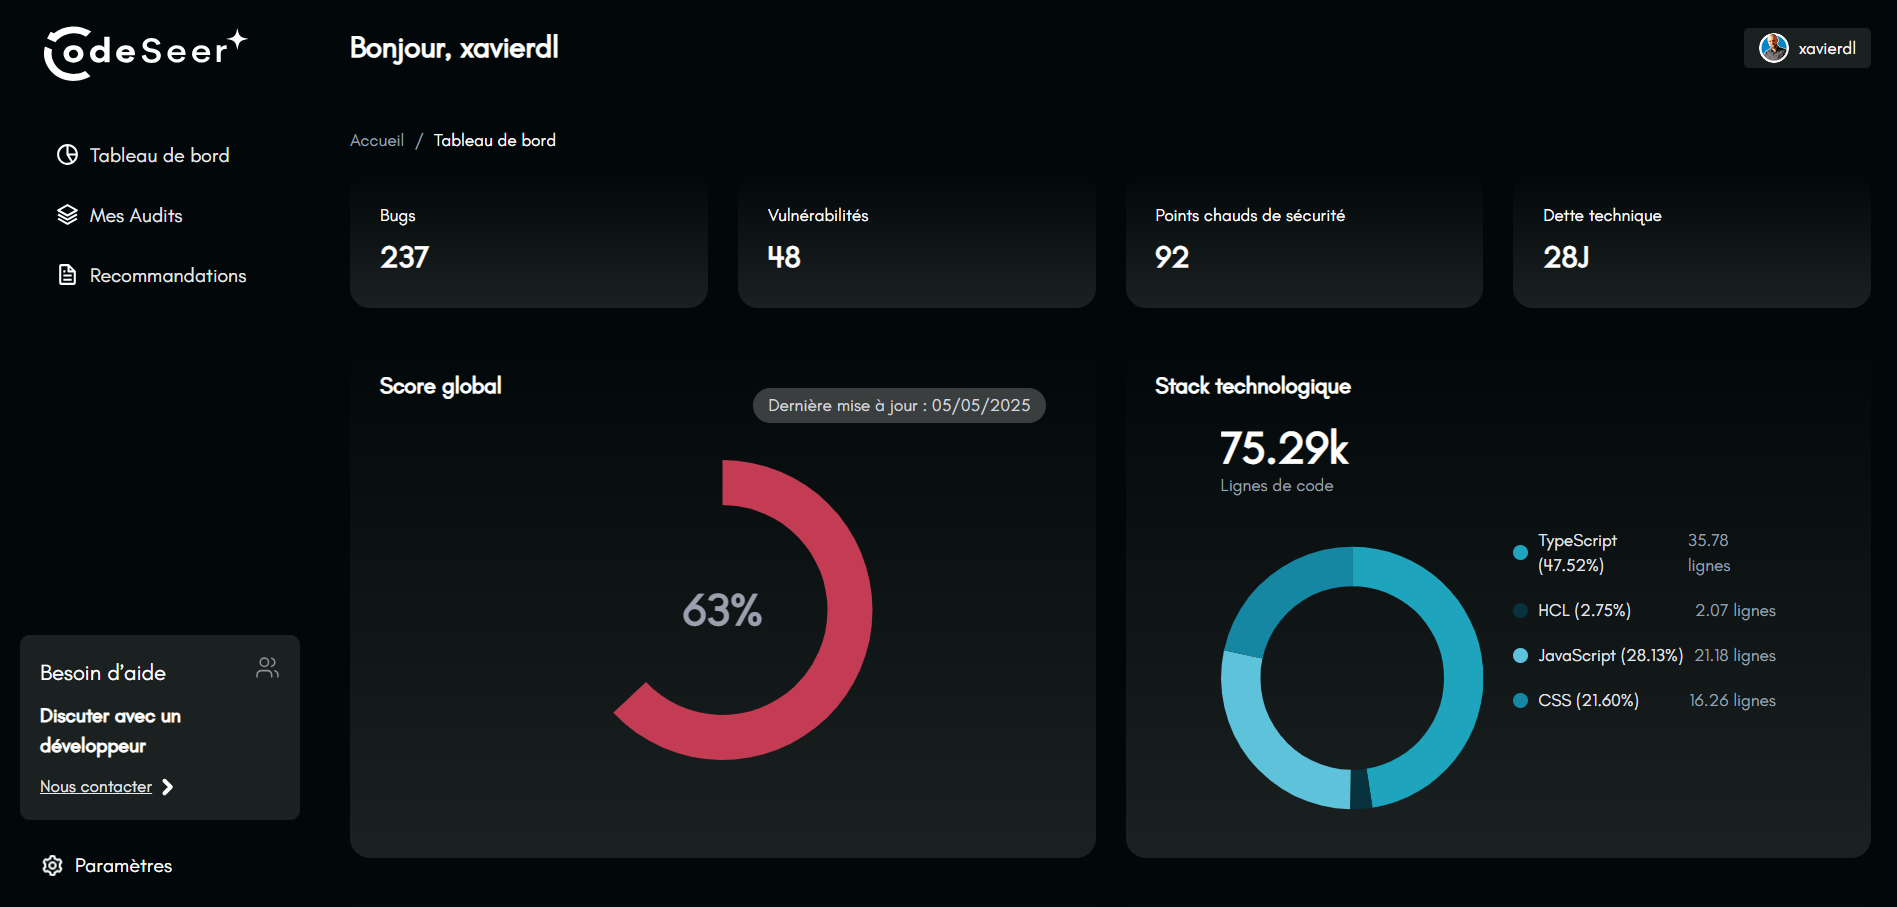 CodeSeer
Bonjour, xavierdl
xavierdl
Tableau de bord
Mes Audits
Recommandations
Accueil / Tableau de bord
Bugs
237
Vulnérabilités
48
Points chauds de sécurité
92
Dette technique
28J
Score global
Dernière mise à jour : 05/05/2025
63%
Stack technologique
75.29k
Lignes de code
TypeScript
(47.52%)
35.78
lignes
HCL (2.75%) 2.07 lignes
JavaScript (28.13%) 21.18 lignes
CSS (21.60%) 16.26 lignes
Besoin d’aide
Discuter avec un
développeur
Nous contacter
Paramètres